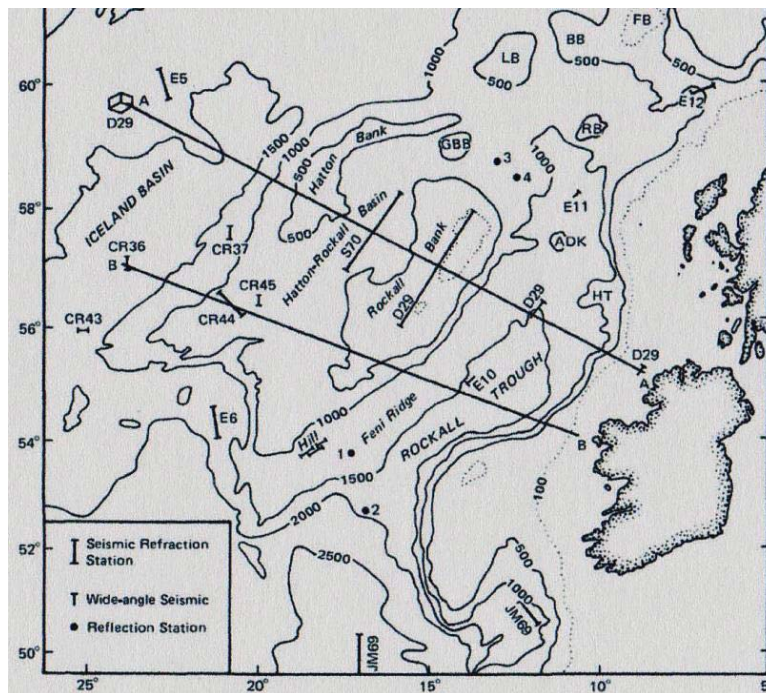 FB
LB
BB
500
500
500
1000
60°
E5
A
D29
E12
1500
1000
500
Hatton
Bank
GBB
3
4
RB
1000
ICELAND BASIN
58°
500
Hatton-Rockall Basin
S70
E11
ADK
CR36
B
CR37
CR45
CR44
CR43
Rockall
Bank
D29
D29
HT
56°
D29
A
E10
TROUGH
ROCKALL
Feni Ridge
1000
E6
54°
Hill
1
1500
B
100
2000
2
52°
2500
500
1000
JM69
50°
JM69
Seismic Refraction
Station
Wide-angle Seismic
Reflection Station
25°
20°
15°
10°